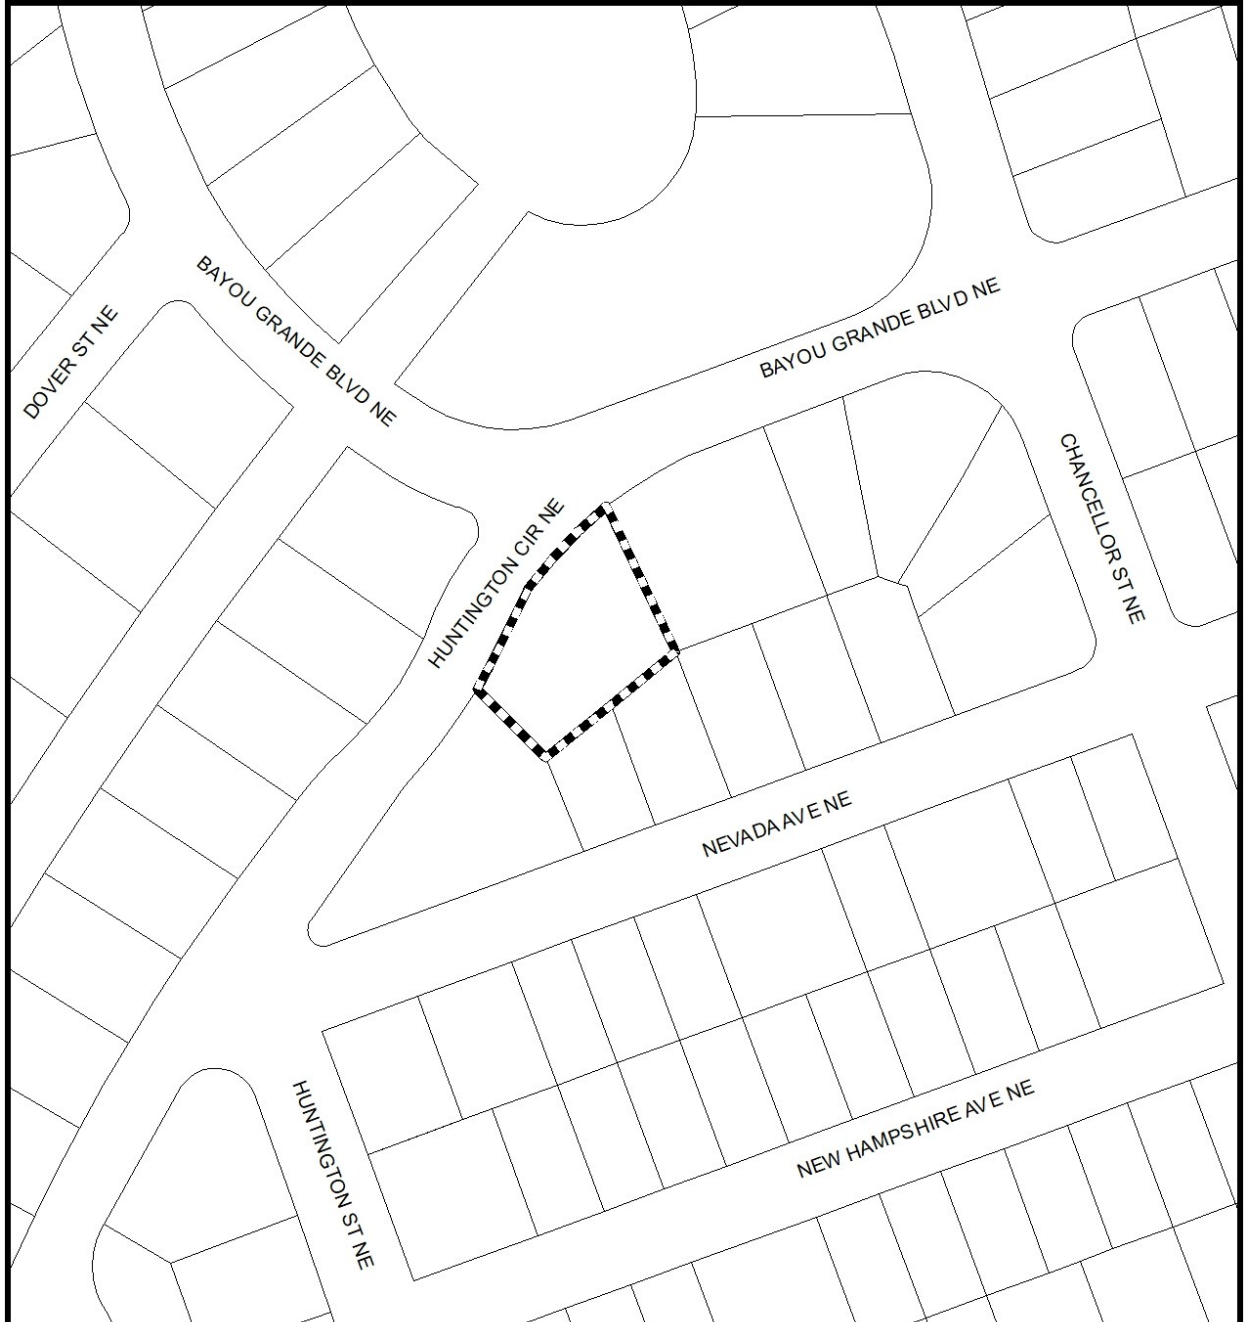 BAYOU GRANDE BLVD NE
DOVER ST NE
BAYOU GRANDE BLVD NE
HUNTINGTON CIR NE
CHANCELLOR ST NE
NEVADA AVE NE
HUNTINGTON ST NE
NEW HAMPSHIRE AVE NE